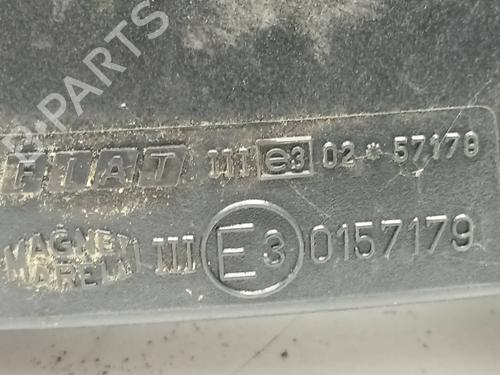 FIAT III e3 02*57179
MAGNETI MARELLI III E3 0157179
B-PARTS